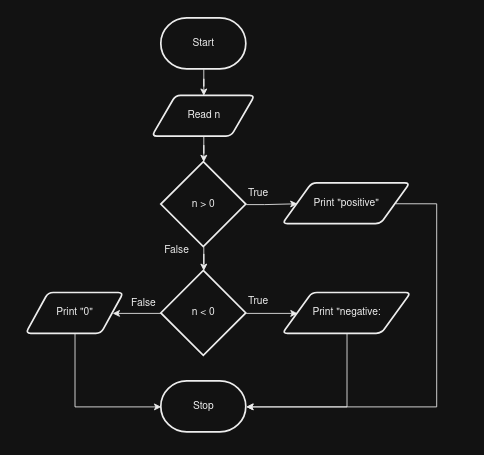 Start
Read n
n > 0
True
Print "positive"
False
Print "0"
False
n < 0
True
Print "negative:
Stop